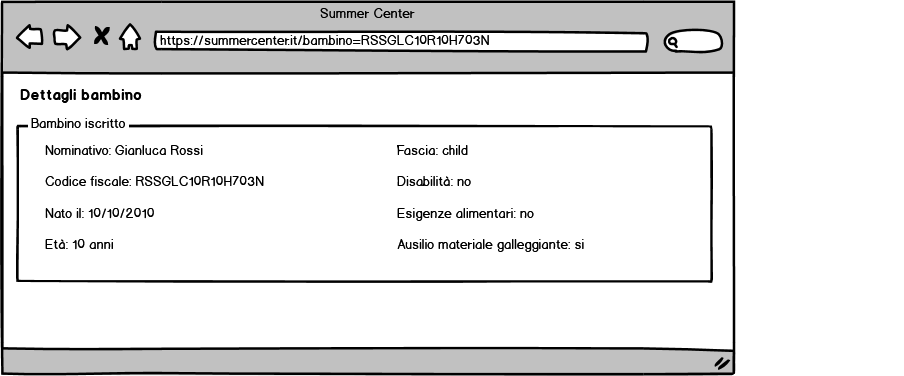 Summer Center
https://summercenter.it/bambino=RSSGLC10R10H703N
Dettagli bambino
Bambino iscritto
Nominativo: Gianluca Rossi
Fascia: child
Codice fiscale: RSSGLC10R10H703N
Disabilità: no
Nato il: 10/10/2010
Esigenze alimentari: no
Età: 10 anni
Ausilio materiale galleggiante: si